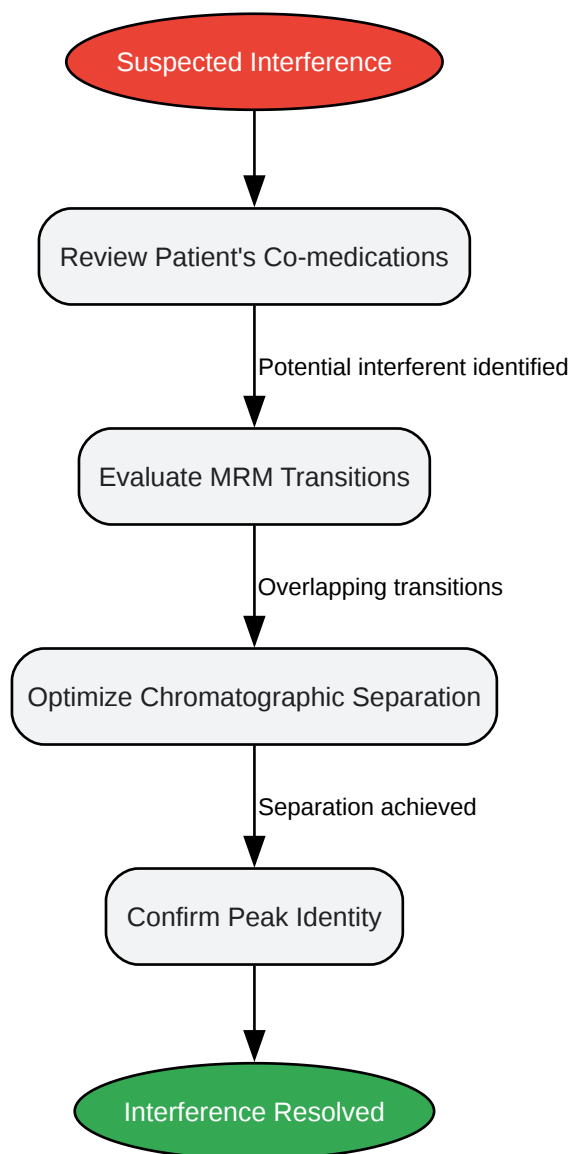 Suspected Interference
Review Patient's Co-medications
Potential interferent identified
Evaluate MRM Transitions
Overlapping transitions
Optimize Chromatographic Separation
Separation achieved
Confirm Peak Identity
Interference Resolved